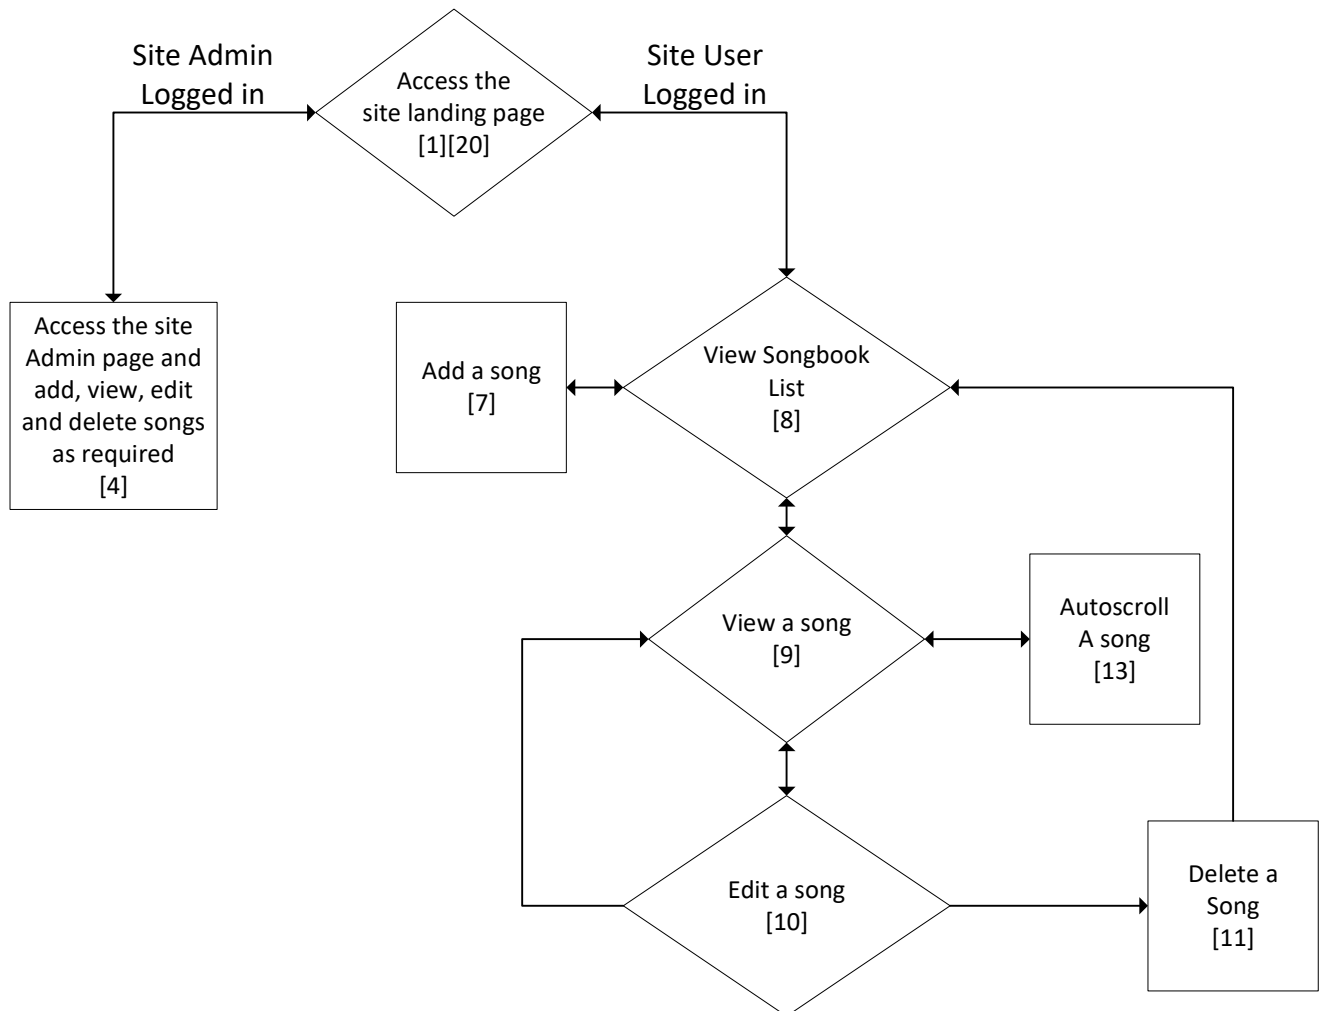 Site Admin
Logged in
Access the
site landing page
[1][20]
Site User
Logged in
Access the site
Admin page and
add, view, edit
and delete songs
as required
[4]
Add a song
[7]
View Songbook
List
[8]
View a song
[9]
Autoscroll
A song
[13]
Edit a song
[10]
Delete a
Song
[11]